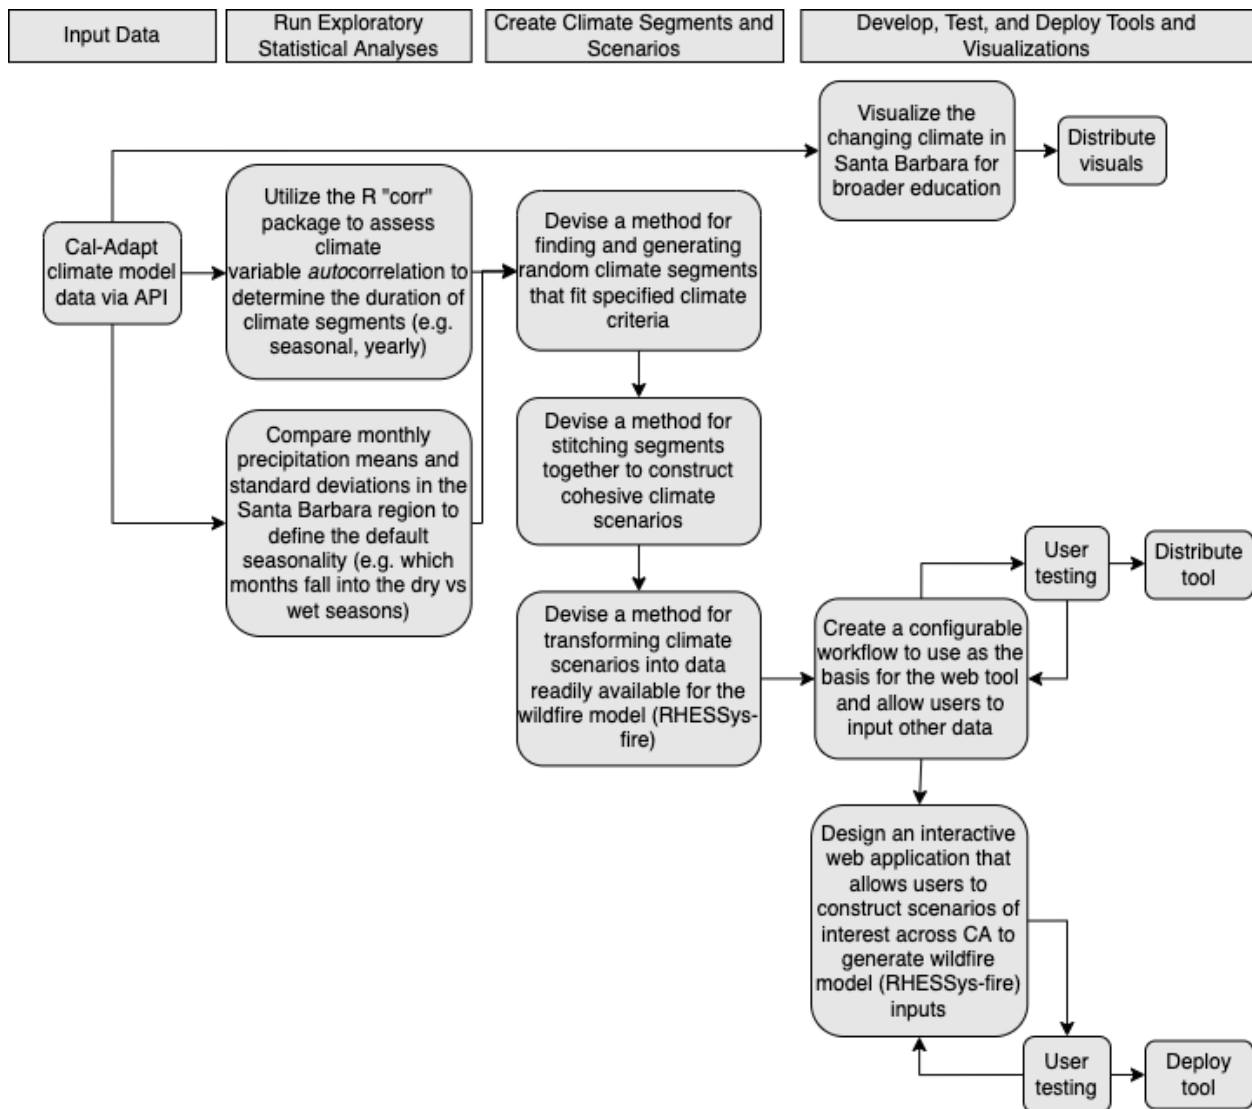 Input Data
Run Exploratory
Statistical Analyses
Create Climate Segments and
Scenarios
Develop, Test, and Deploy Tools and
Visualizations
Visualize the
changing climate in
Santa Barbara for
broader education
Distribute
visuals
Cal-Adapt
climate model
data via API
Utilize the R "corr"
package to assess
climate
variable autocorrelation to
determine the duration of
climate segments (e.g.
seasonal, yearly)
Devise a method for
finding and generating
random climate segments
that fit specified climate
criteria
Compare monthly
precipitation means and
standard deviations in the
Santa Barbara region to
define the default
seasonality (e.g. which
months fall into the dry vs
wet seasons)
Devise a method for
stitching segments
together to construct
cohesive climate
scenarios
Devise a method for
transforming climate
scenarios into data
readily available for the
wildfire model (RHESSys-
fire)
User
testing
Distribute
tool
Create a configurable
workflow to use as the
basis for the web tool
and allow users to
input other data
Design an interactive
web application that
allows users to
construct scenarios of
interest across CA to
generate wildfire
model (RHESSys-fire)
inputs
User
testing
Deploy
tool